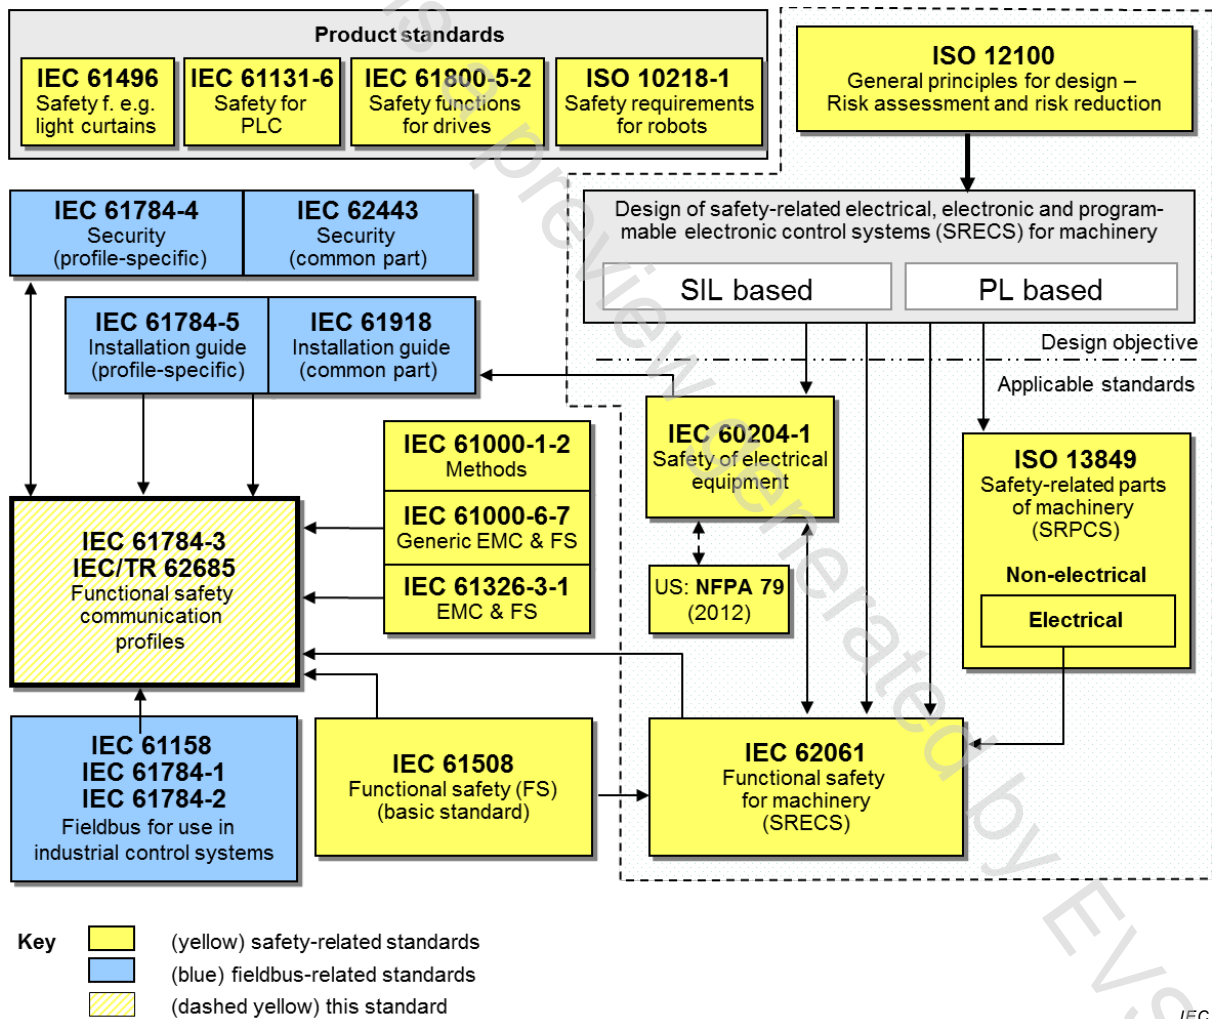 Product standards
IEC 61496
Safety f. e.g.
light curtains
IEC 61131-6
Safety for
PLC
IEC 61800-5-2
Safety functions
for drives
ISO 10218-1
Safety requirements
for robots
ISO 12100
General principles for design –
Risk assessment and risk reduction
Design of safety-related electrical, electronic and program-
mable electronic control systems (SRECS) for machinery
SIL based
PL based
Design objective
Applicable standards
IEC 61784-4
Security
(profile-specific)
IEC 62443
Security
(common part)
IEC 61784-5
Installation guide
(profile-specific)
IEC 61918
Installation guide
(common part)
IEC 61000-1-2
Methods
IEC 61000-6-7
Generic EMC & FS
IEC 61326-3-1
EMC & FS
IEC 60204-1
Safety of electrical
equipment
US: NFPA 79
(2012)
ISO 13849
Safety-related parts
of machinery
(SRPCS)
Non-electrical
Electrical
IEC 61784-3
IEC/TR 62685
Functional safety
communication
profiles
IEC 61158
IEC 61784-1
IEC 61784-2
Fieldbus for use in
industrial control systems
IEC 61508
Functional safety (FS)
(basic standard)
IEC 62061
Functional safety
for machinery
(SRECS)
Key
(yellow) safety-related standards
(blue) fieldbus-related standards
(dashed yellow) this standard
IEC
is a preview generated by EVS